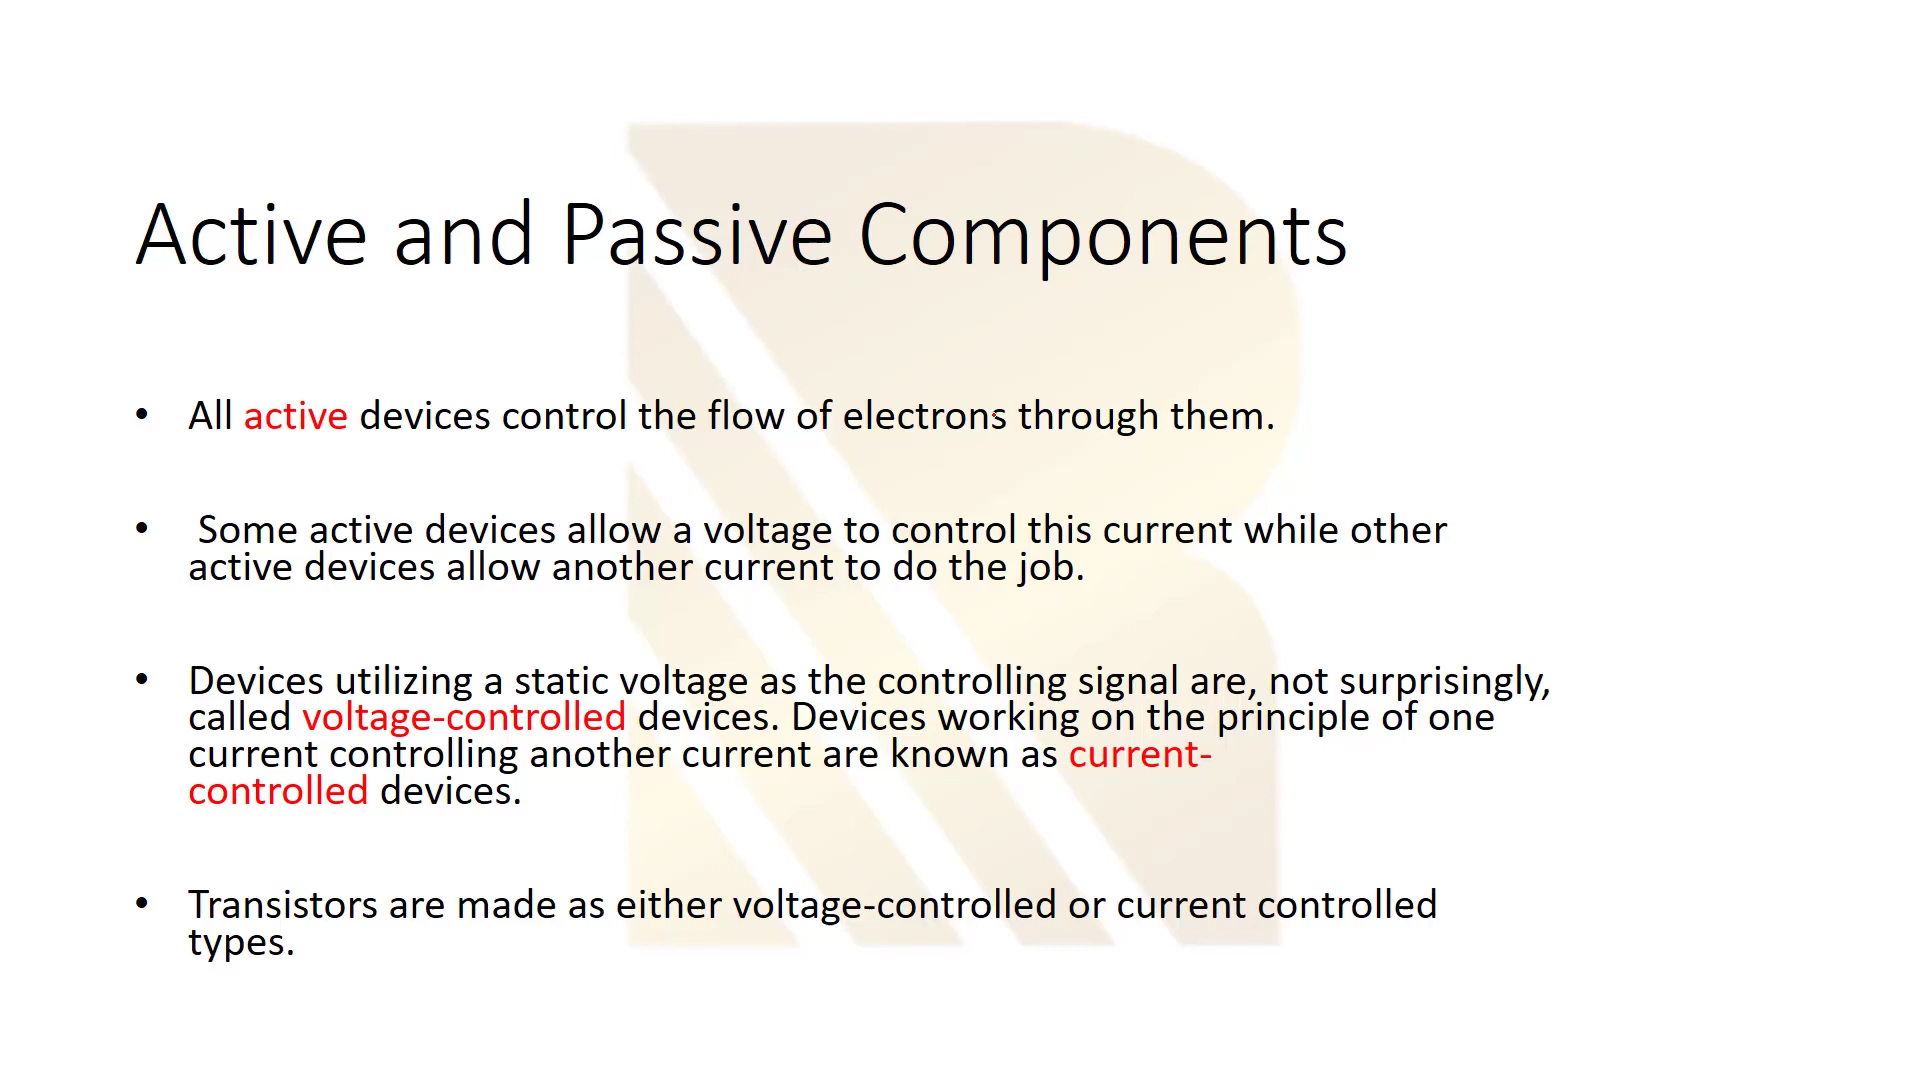 Active and Passive Components
• All active devices control the flow of electrons through them.
• Some active devices allow a voltage to control this current while other
active devices allow another current to do the job.
• Devices utilizing a static voltage as the controlling signal are, not surprisingly,
called voltage-controlled devices. Devices working on the principle of one
current controlling another current are known as current-
controlled devices.
• Transistors are made as either voltage-controlled or current controlled
types.